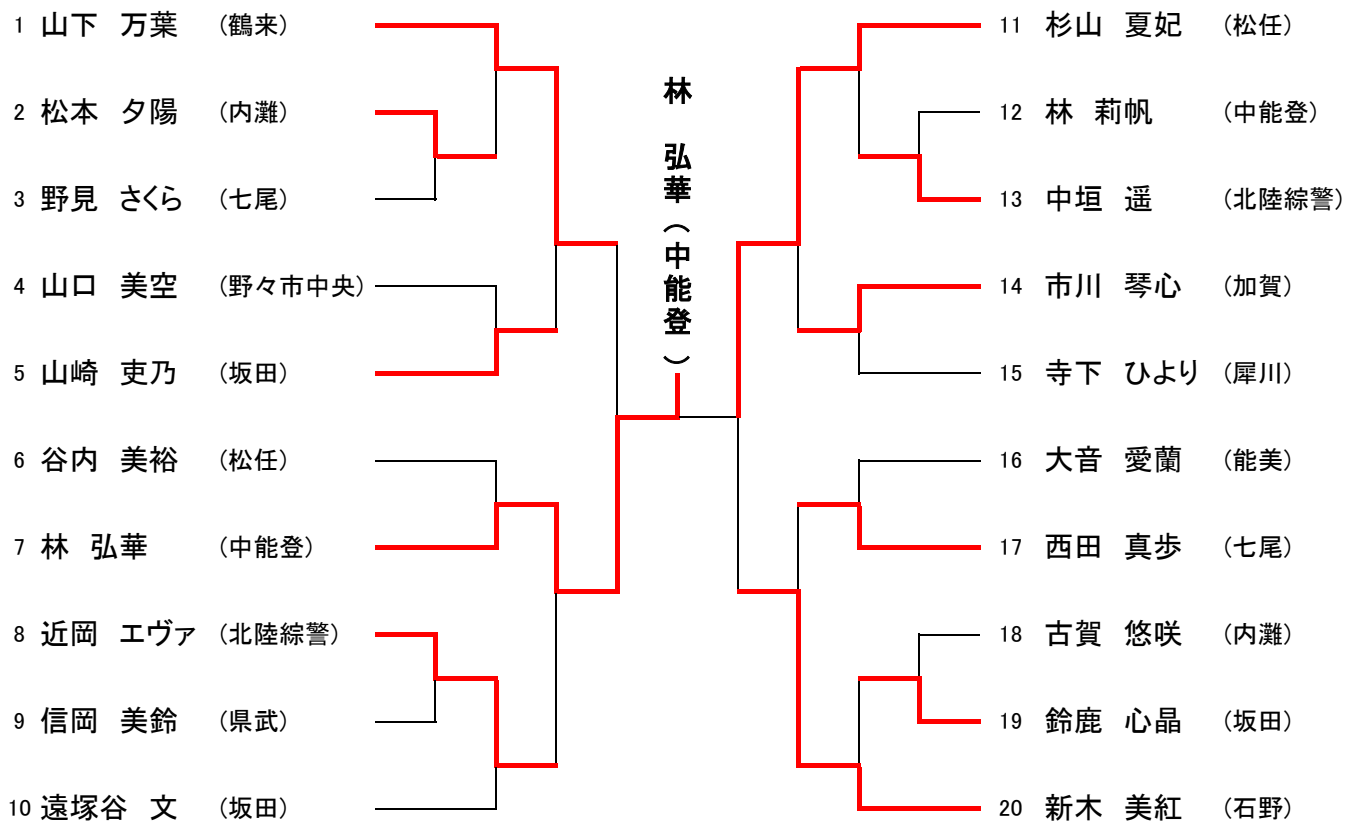 1 山下 万葉 (鶴来)
2 松本 夕陽 (内灘)
3 野見 さくら (七尾)
4 山口 美空 (野々市中央)
5 山崎 吏乃 (坂田)
6 谷内 美裕 (松任)
7 林 弘華 (中能登)
8 近岡 エヴァ (北陸綜警)
9 信岡 美鈴 (県武)
10 遠塚谷 文 (坂田)
林 弘華(中能登)
11 杉山 夏妃 (松任)
12 林 莉帆 (中能登)
13 中垣 遥 (北陸綜警)
14 市川 琴心 (加賀)
15 寺下 ひより (犀川)
16 大音 愛蘭 (能美)
17 西田 真歩 (七尾)
18 古賀 悠咲 (内灘)
19 鈴鹿 心晶 (坂田)
20 新木 美紅 (石野)